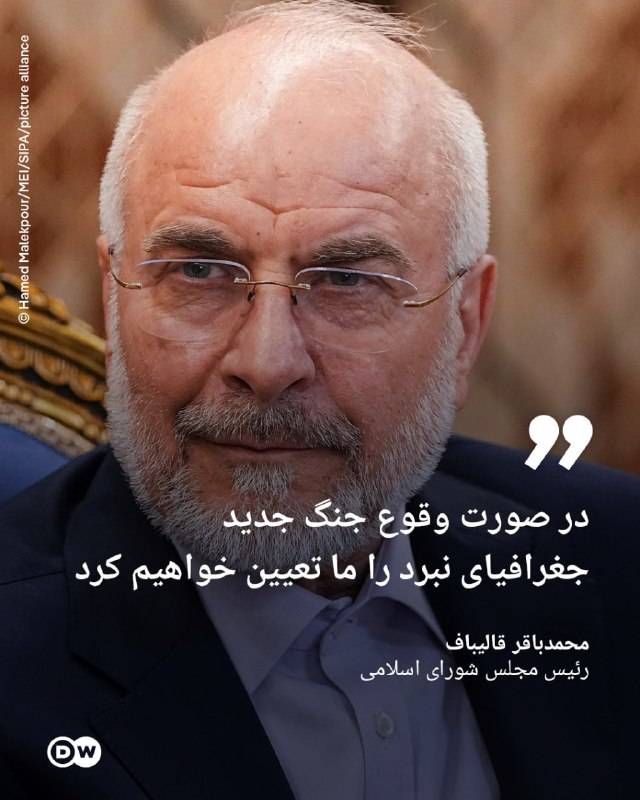 © Hamed Malekpour/MEI/SIPA/picture alliance
در صورت وقوع جنگ جدید
جغرافیای نبرد را ما تعیین خواهیم کرد
محمدباقر قالیباف
رئیس مجلس شورای اسلامی
DW